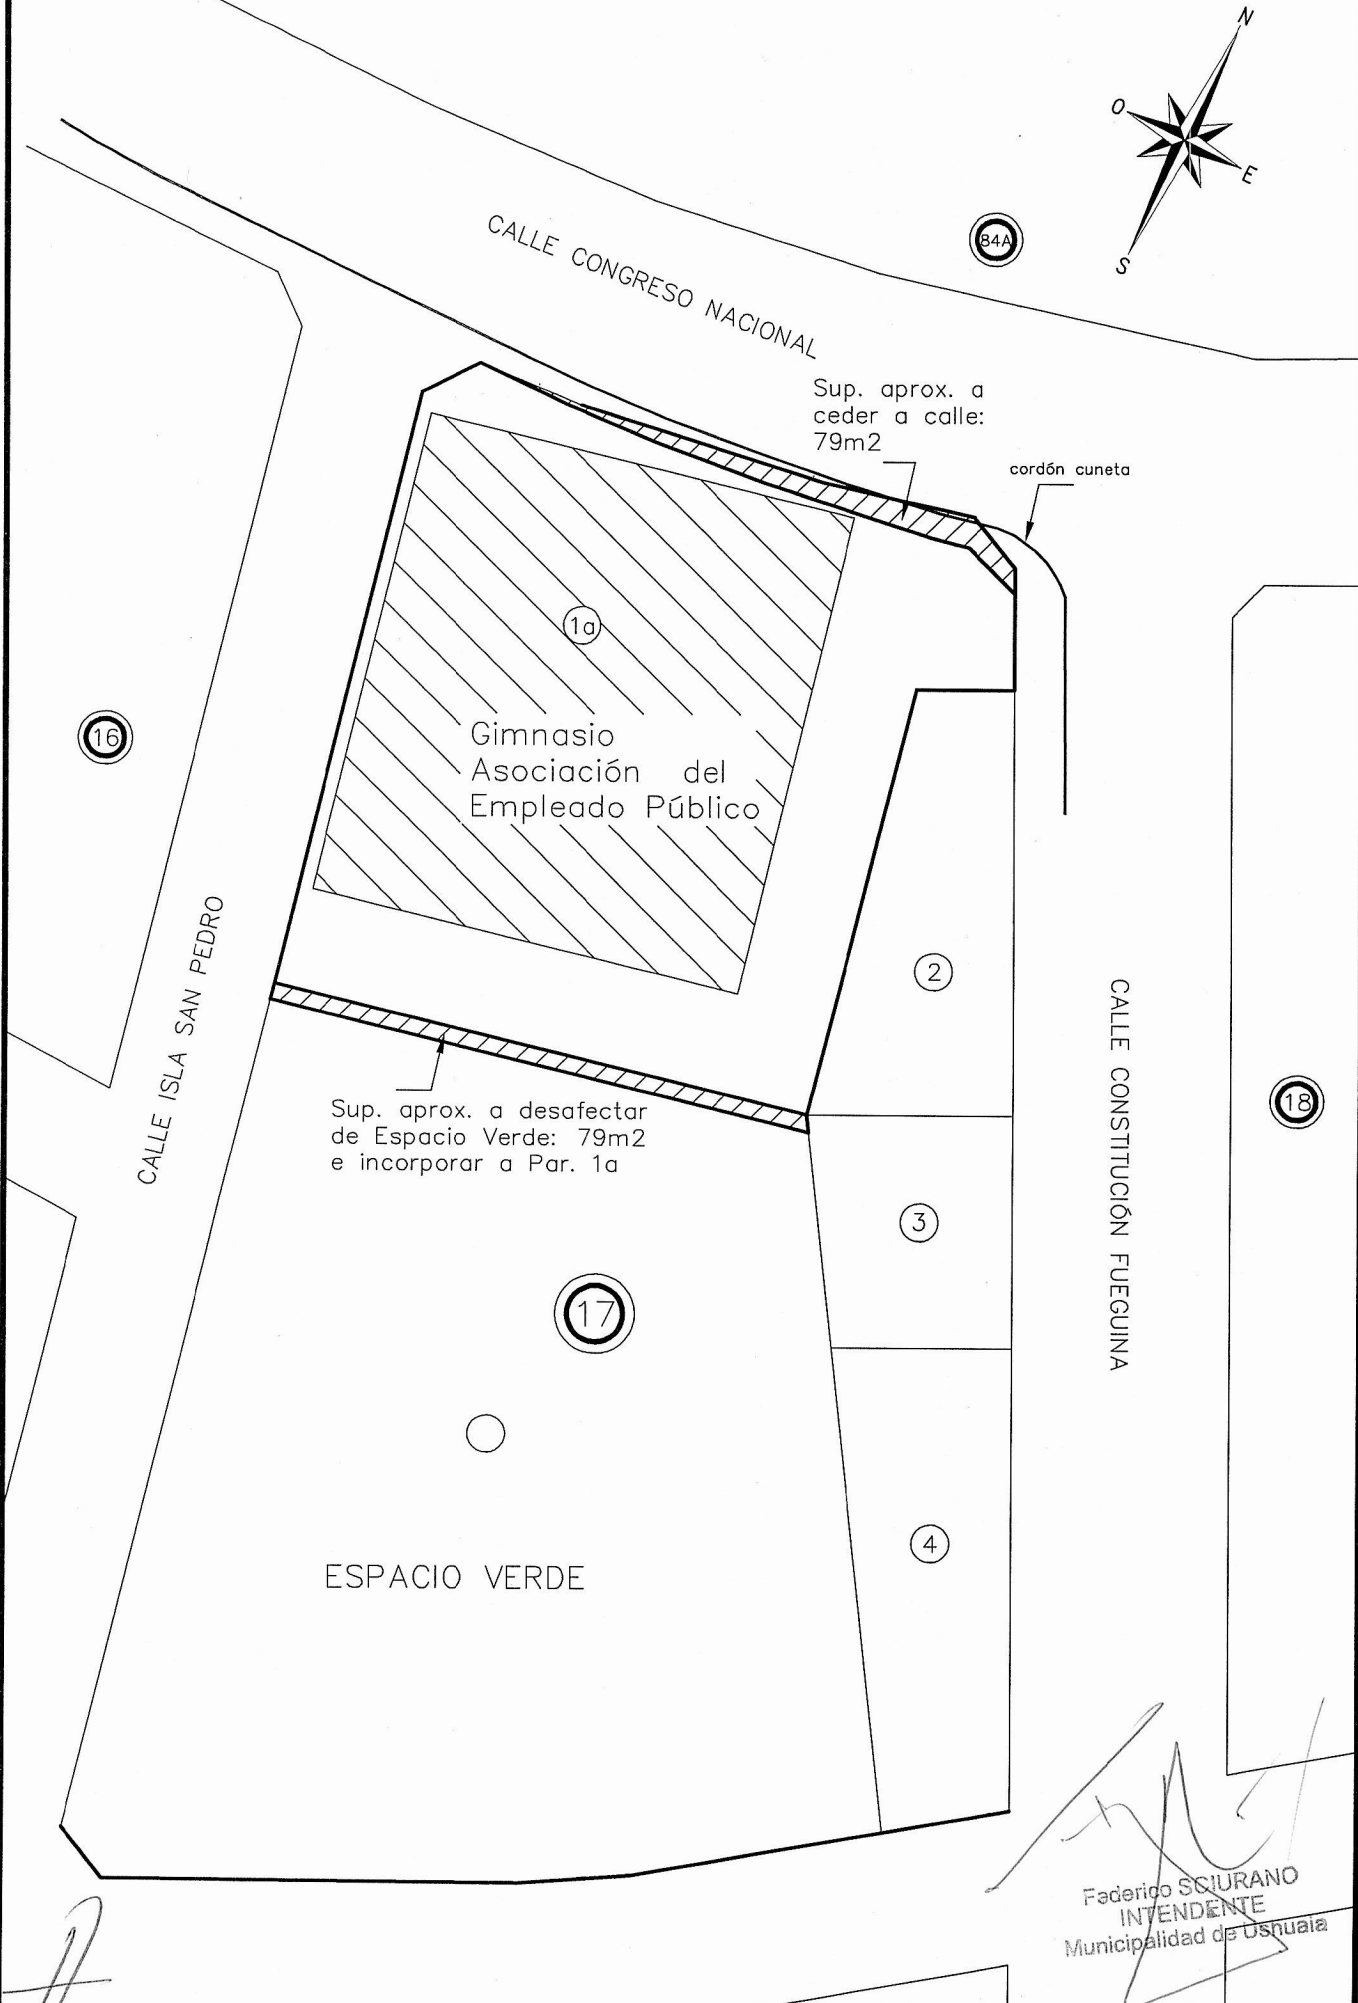 N
O
E
S
84A
CALLE CONGRESO NACIONAL
Sup. aprox. a
ceder a calle:
79m2
cordón cuneta
1a
16
Gimnasio
Asociación del
Empleado Público
CALLE ISLA SAN PEDRO
2
CALLE CONSTITUCIÓN FUEGUINA
18
Sup. aprox. a desafectar
de Espacio Verde: 79m2
e incorporar a Par. 1a
3
17
4
ESPACIO VERDE
Federico SCIURANO
INTENDENTE
Municipalidad de Ushuaia